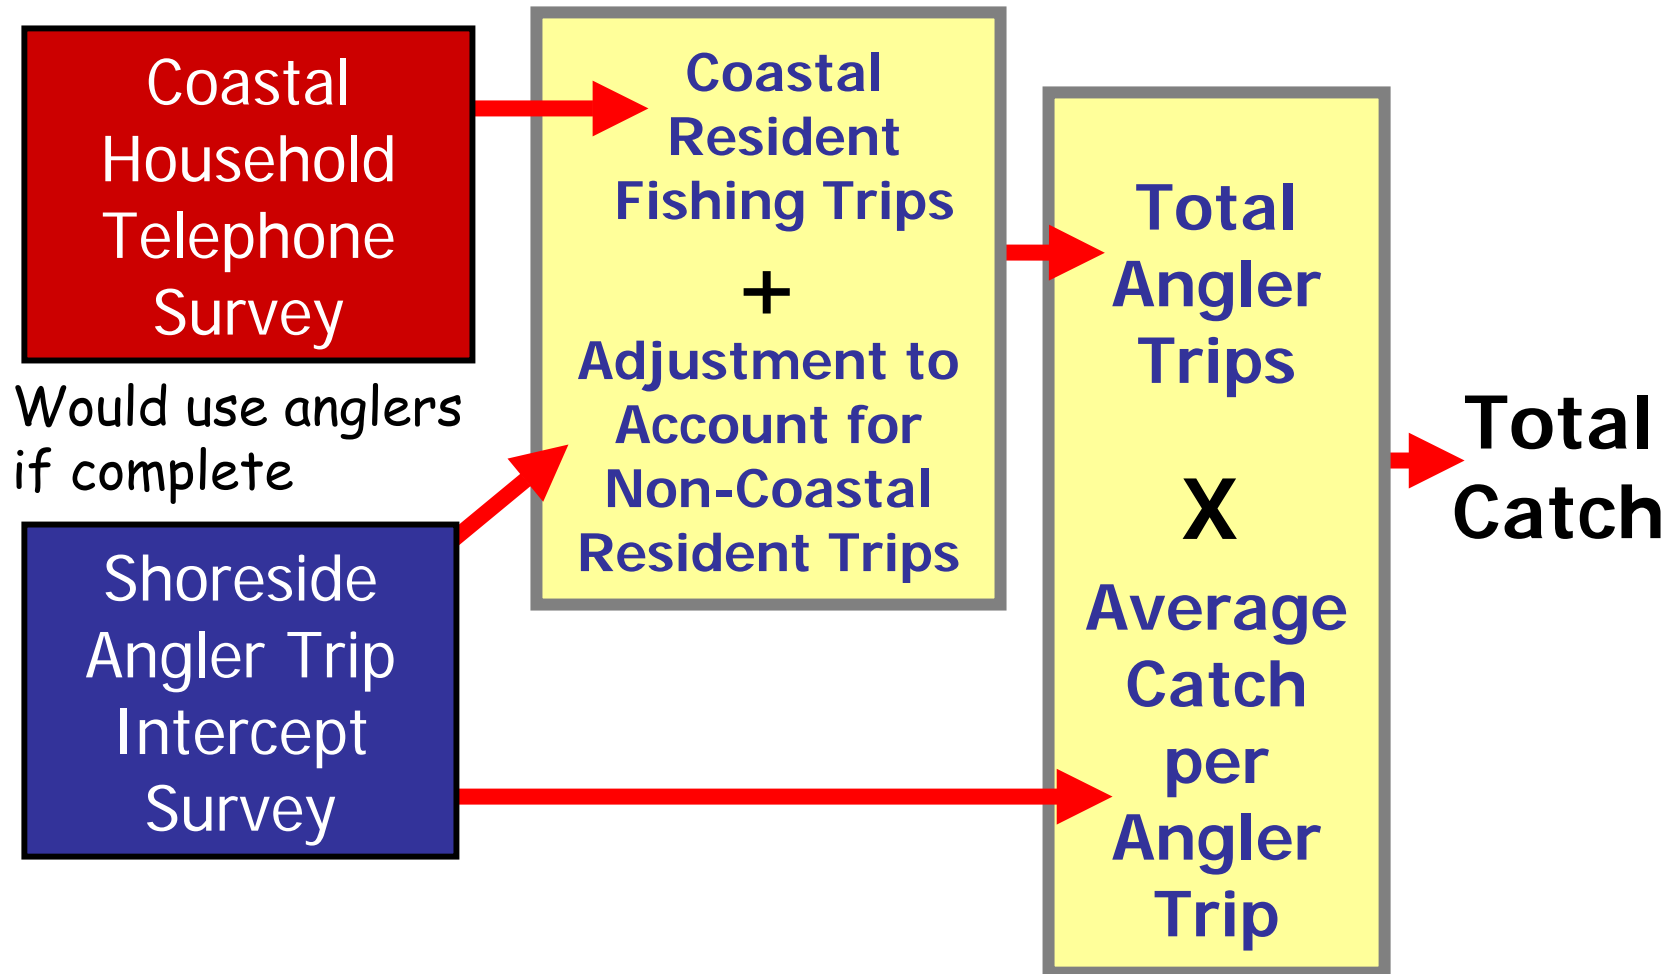 Coastal
Household
Telephone
Survey
Would use anglers
if complete
Shoreside
Angler Trip
Intercept
Survey
Coastal
Resident
Fishing Trips
+
Adjustment to
Account for
Non-Coastal
Resident Trips
Total
Angler
Trips
X
Average
Catch
per
Angler
Trip
Total
Catch